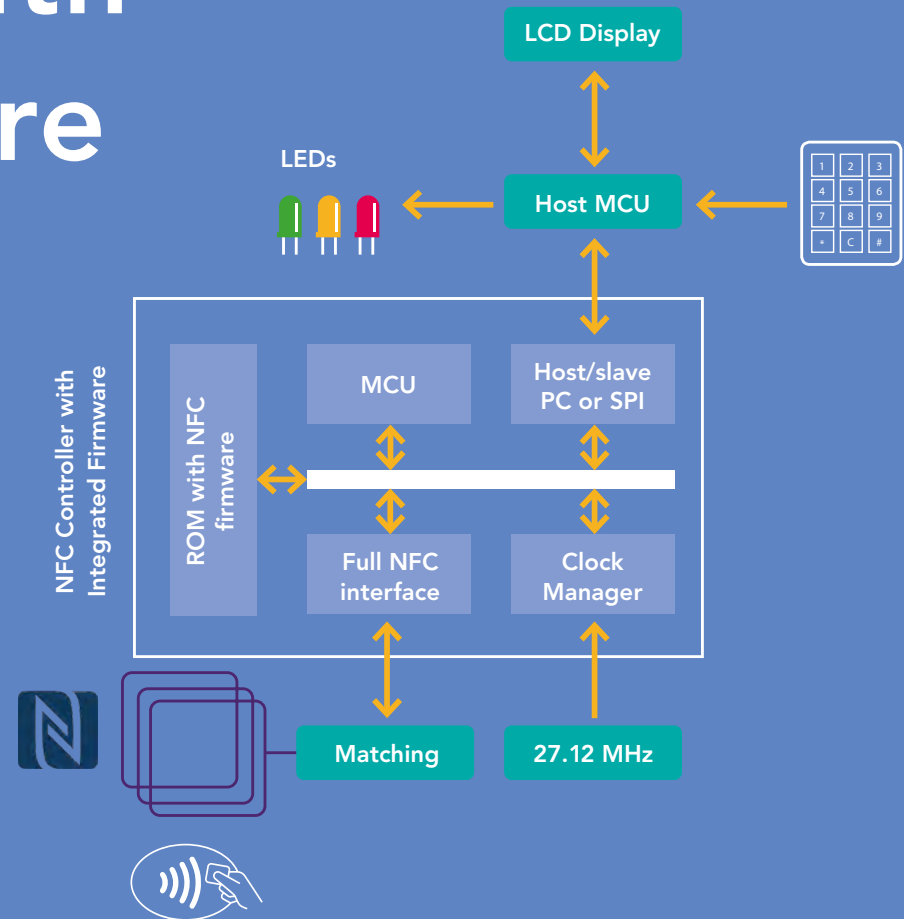 re
LCD Display
LEDs
Host MCU
1 2 3
4 5 6
7 8 9
* C #
NFC Controller with
Integrated Firmware
ROM with NFC
firmware
MCU
Host/slave
PC or SPI
Full NFC
interface
Clock
Manager
Matching
27.12 MHz